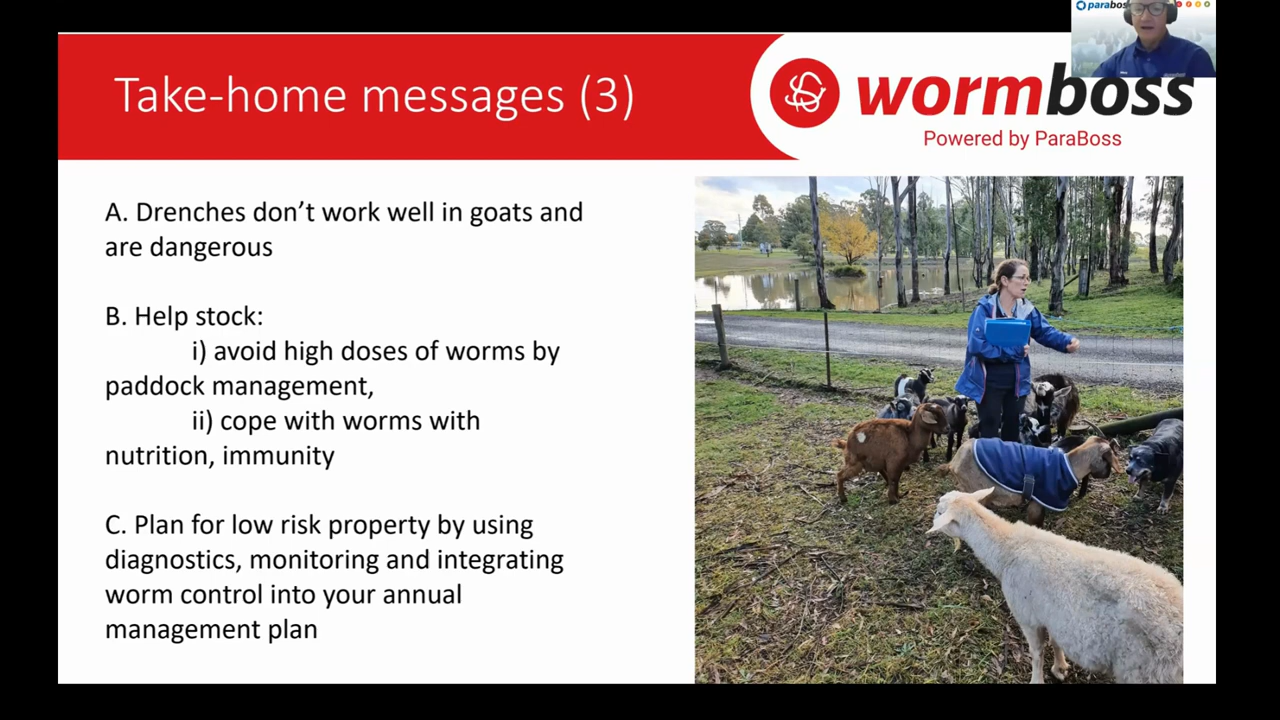 parabos
Take-home messages (3)
wormboss
Powered by ParaBoss
A. Drenches don’t work well in goats and
are dangerous
B. Help stock:
i) avoid high doses of worms by
paddock management,
ii) cope with worms with
nutrition, immunity
C. Plan for low risk property by using
diagnostics, monitoring and integrating
worm control into your annual
management plan